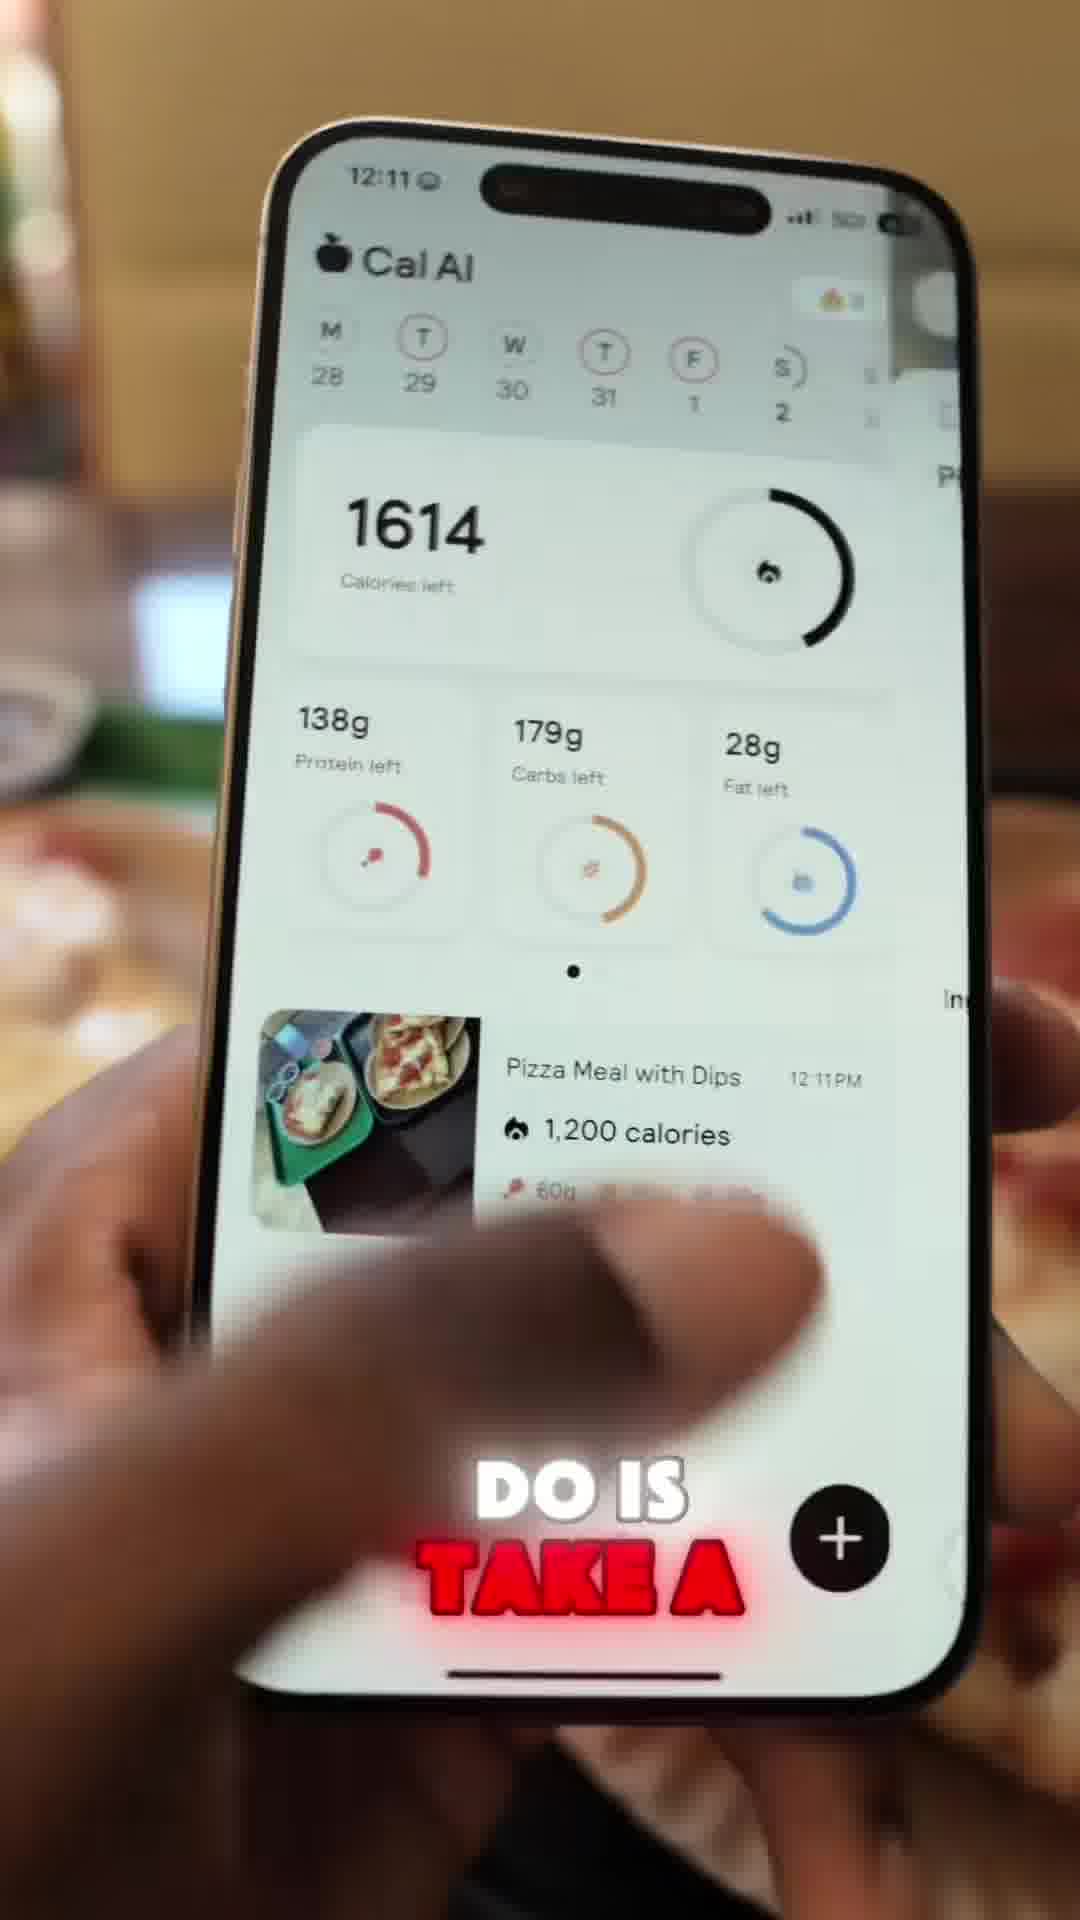 12:11
Cal AI
M T W T F S
28 29 30 31 1 2
1614
Calories left
138g 179g 28g
Protein left Carbs left Fat left
In
Pizza Meal with Dips 12:11 PM
1,200 calories
60g
DO IS
TAKE A
+